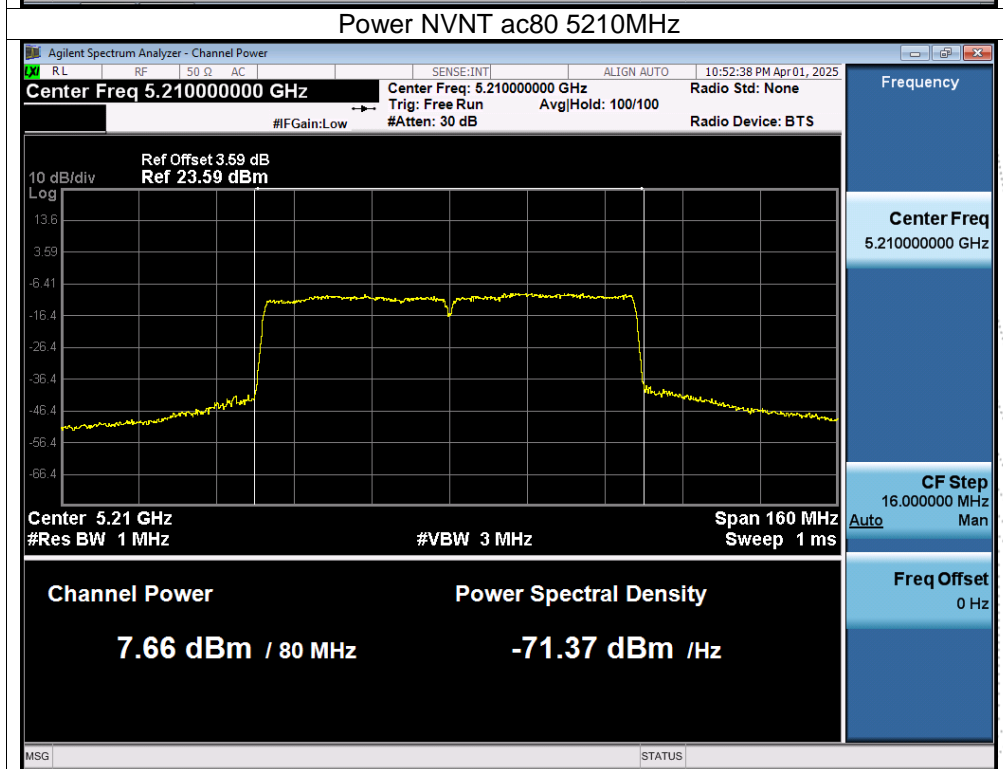 Power NVNT ac80 5210MHz
Agilent Spectrum Analyzer - Channel Power
LXI RL RF 50 Ω AC SENSE:INT ALIGN AUTO 10:52:38 PM Apr 01, 2025
Center Freq 5.210000000 GHz
Center Freq: 5.210000000 GHz
Radio Std: None
Trig: Free Run Avg|Hold: 100/100
#IFGain:Low
#Atten: 30 dB
Radio Device: BTS
Ref Offset 3.59 dB
10 dB/div Ref 23.59 dBm
Log
13.6
3.59
-6.41
-16.4
-26.4
-36.4
-46.4
-56.4
-66.4
Center 5.21 GHz Span 160 MHz
#Res BW 1 MHz #VBW 3 MHz Sweep 1 ms
Channel Power Power Spectral Density
7.66 dBm / 80 MHz -71.37 dBm /Hz
MSG STATUS
Frequency
Center Freq
5.210000000 GHz
CF Step
16.000000 MHz
Auto Man
Freq Offset
0 Hz